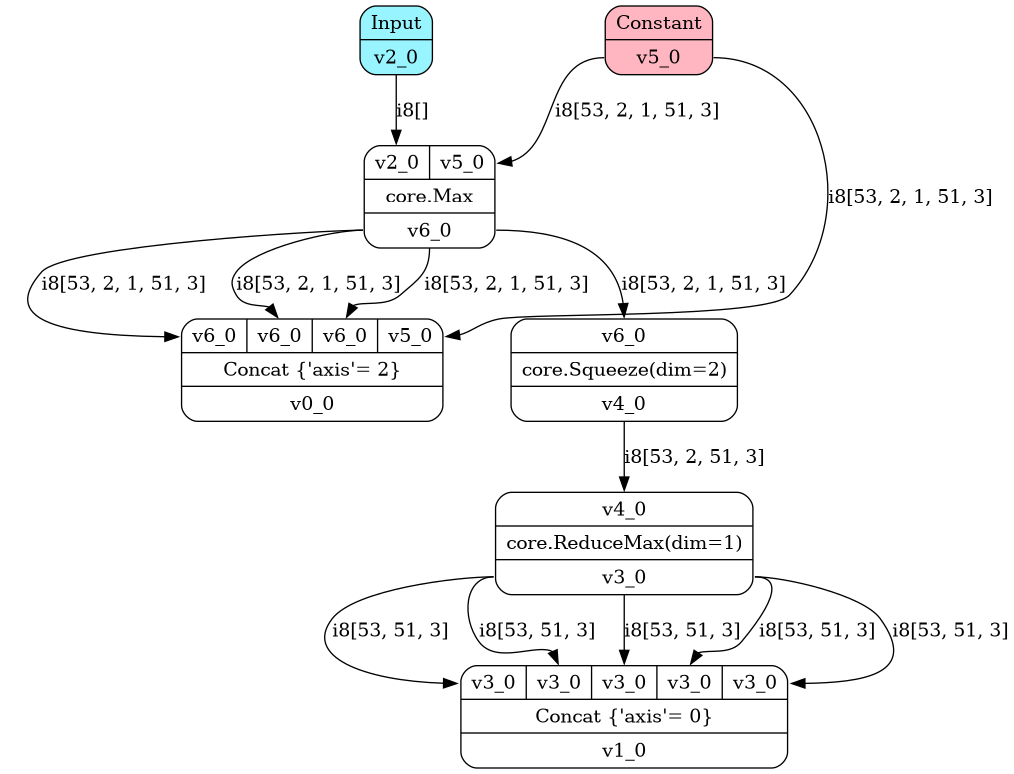 Input
v2_0
Constant
v5_0
i8[]
i8[53, 2, 1, 51, 3]
v2_0 v5_0
core.Max
v6_0
i8[53, 2, 1, 51, 3]
i8[53, 2, 1, 51, 3]
i8[53, 2, 1, 51, 3]
i8[53, 2, 1, 51, 3]
i8[53, 2, 1, 51, 3]
v6_0 v6_0 v6_0 v5_0
Concat {'axis'= 2}
v0_0
v6_0
core.Squeeze(dim=2)
v4_0
i8[53, 2, 51, 3]
v4_0
core.ReduceMax(dim=1)
v3_0
i8[53, 51, 3]
i8[53, 51, 3]
i8[53, 51, 3]
i8[53, 51, 3]
i8[53, 51, 3]
v3_0 v3_0 v3_0 v3_0 v3_0
Concat {'axis'= 0}
v1_0